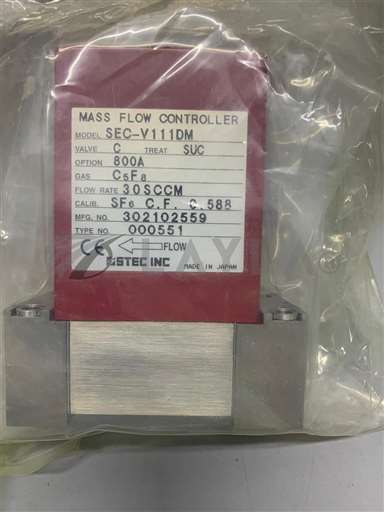 MASS FLOW CONTROLLER
MODEL SEC-V111DM
VALVE C TREAT SUC
OPTION 800A
GAS C5F8
FLOW RATE 30SCCM
CALIB. SF6 C.F. 0.588
MFG. NO. 302102559
TYPE NO. 000551
CE FLOW
STEC INC MADE IN JAPAN